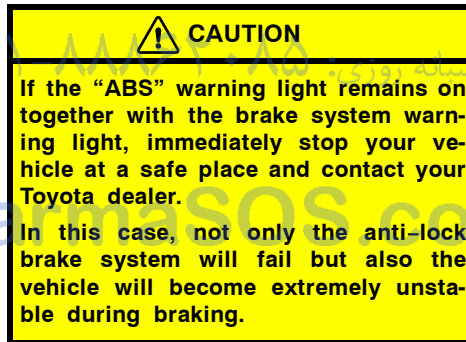 CAUTION
شبانه روزی:
If the “ABS” warning light remains on
together with the brake system warn-
ing light, immediately stop your ve-
hicle at a safe place and contact your
Toyota dealer.
In this case, not only the anti–lock
brake system will fail but also the
vehicle will become extremely unsta-
ble during braking.